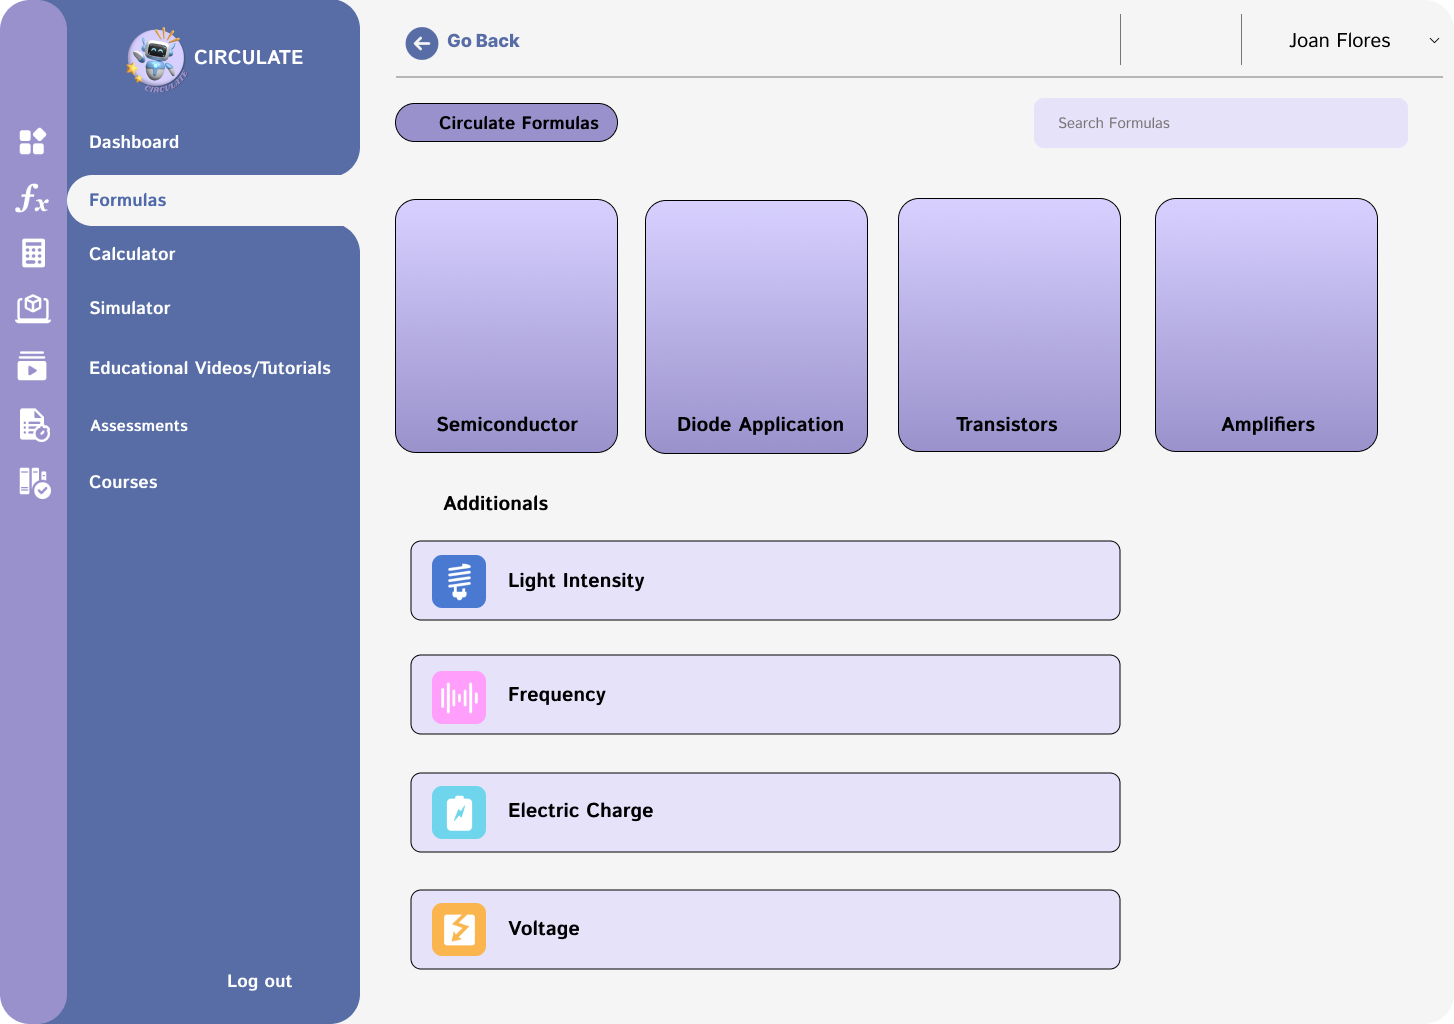 CIRCULATE
CIRCULATE
Dashboard
Formulas
Calculator
Simulator
Educational Videos/Tutorials
Assessments
Courses
Log out
Go Back
Joan Flores
Circulate Formulas
Search Formulas
Semiconductor
Diode Application
Transistors
Amplifiers
Additionals
Light Intensity
Frequency
Electric Charge
Voltage